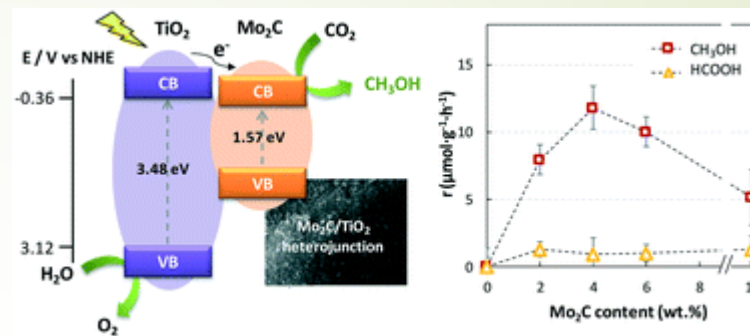 TiO₂
Mo₂C
E / V vs NHE
e⁻
CO₂
CB
CB
CH₃OH
-0.36
1.57 eV
3.48 eV
VB
Mo₂C/TiO₂
heterojunction
3.12
VB
H₂O
O₂
CH₃OH
HCOOH
r (µmol·g⁻¹·h⁻¹)
15
10
5
0
0 2 4 6
Mo₂C content (wt.%)